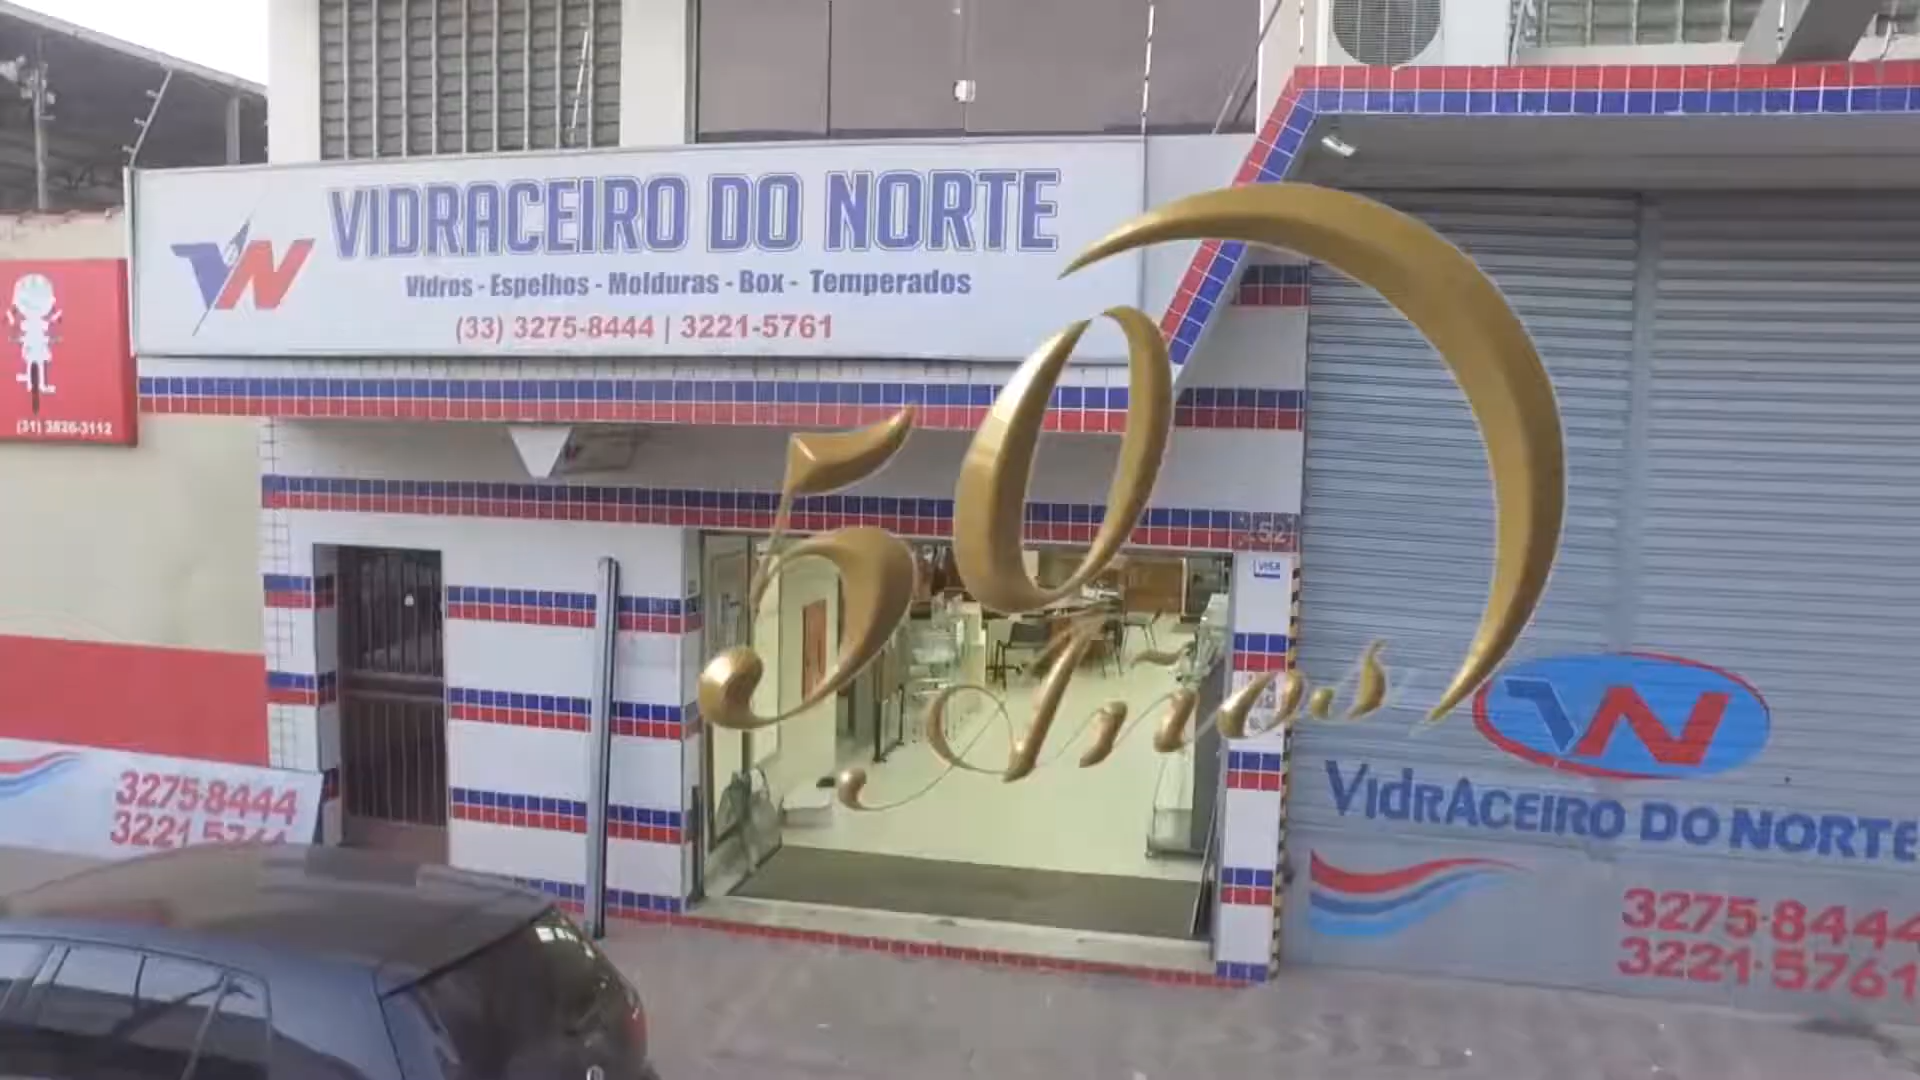 VIDRACEIRO DO NORTE
Vidros - Espelhos - Molduras - Box - Temperados
(33) 3275-8444 | 3221-5761
VN
(31) 3826-3112
50
Anos
52
VISA
3275-8444
VN
VIdrAcEIRO DO NORTE
3275-8444
3221-5761